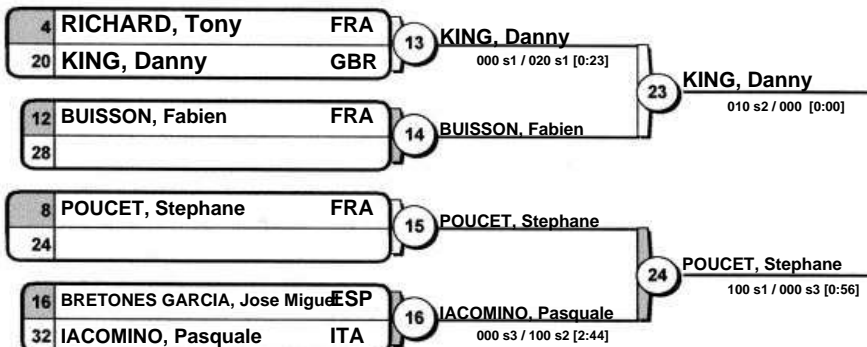 4 RICHARD, Tony FRA
20 KING, Danny GBR
13 KING, Danny
000 s1 / 020 s1 [0:23]
12 BUISSON, Fabien FRA
28
14 BUISSON, Fabien
23 KING, Danny
010 s2 / 000 [0:00]
8 POUCET, Stephane FRA
24
15 POUCET, Stephane
16 BRETONES GARCIA, Jose Miguel ESP
32 IACOMINO, Pasquale ITA
16 IACOMINO, Pasquale
000 s3 / 100 s2 [2:44]
24 POUCET, Stephane
100 s1 / 000 s3 [0:56]